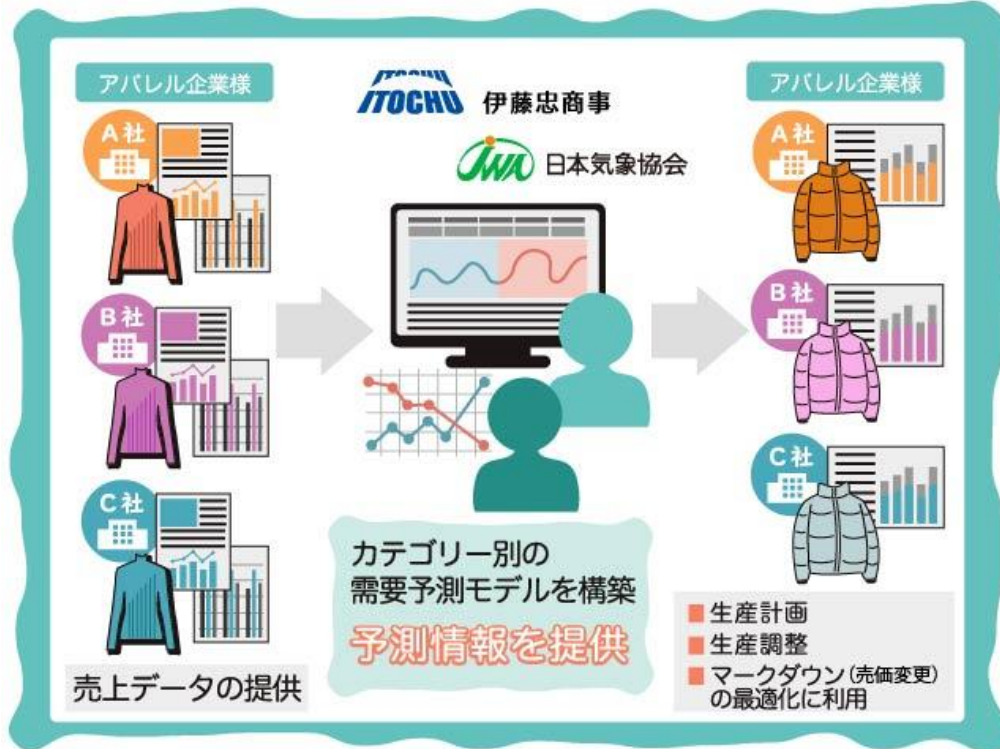 アパレル企業様
A社
B社
C社
売上データの提供
ITOCHU
ITOCHU 伊藤忠商事
JWA 日本気象協会
カテゴリー別の
需要予測モデルを構築
予測情報を提供
アパレル企業様
A社
B社
C社
生産計画
生産調整
マークダウン(売価変更)
の最適化に利用